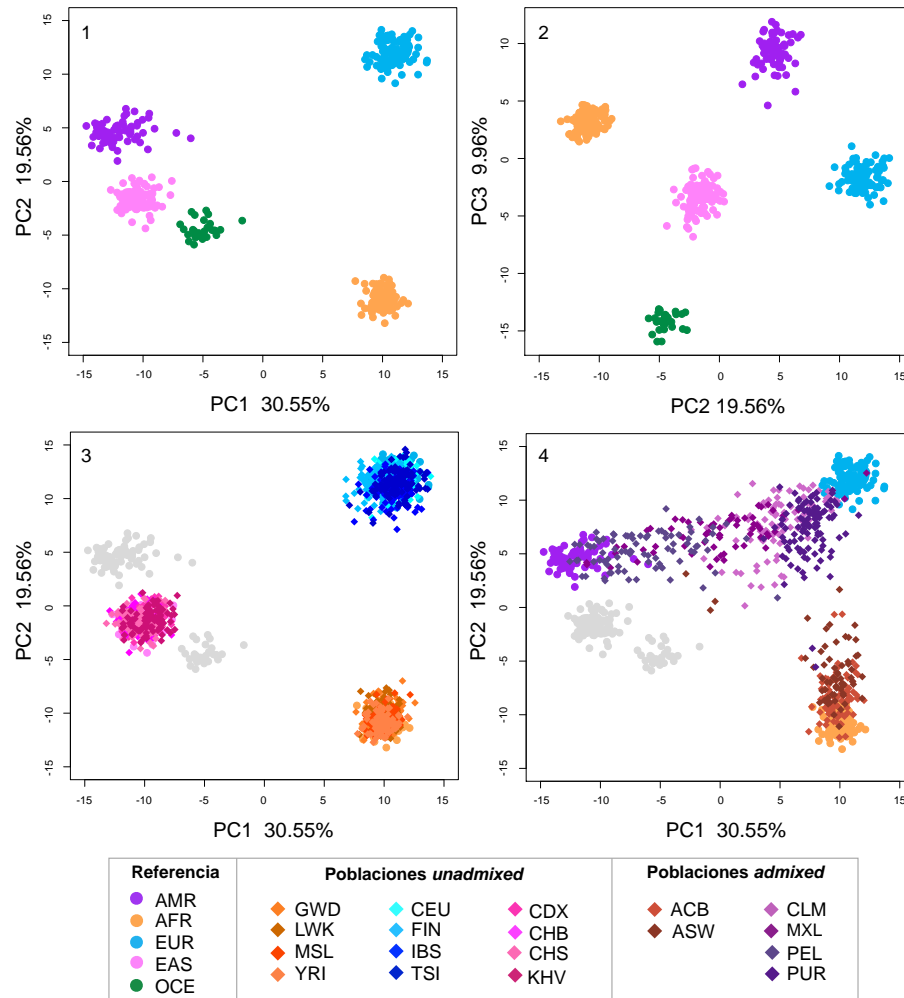 1
15
10
5
0
-5
-10
-15
PC2 19.56%
-15 -10 -5 0 5 10 15
PC1 30.55%
2
10
5
0
-5
-10
-15
PC3 9.96%
-15 -10 -5 0 5 10 15
PC2 19.56%
3
15
10
5
0
-5
-10
-15
PC2 19.56%
-15 -10 -5 0 5 10 15
PC1 30.55%
4
15
10
5
0
-5
-10
-15
PC2 19.56%
-15 -10 -5 0 5 10 15
PC1 30.55%
Referencia
AMR
AFR
EUR
EAS
OCE
Poblaciones unadmixed
GWD CEU CDX
LWK FIN CHB
MSL IBS CHS
YRI TSI KHV
Poblaciones admixed
ACB CLM
ASW MXL
PEL
PUR